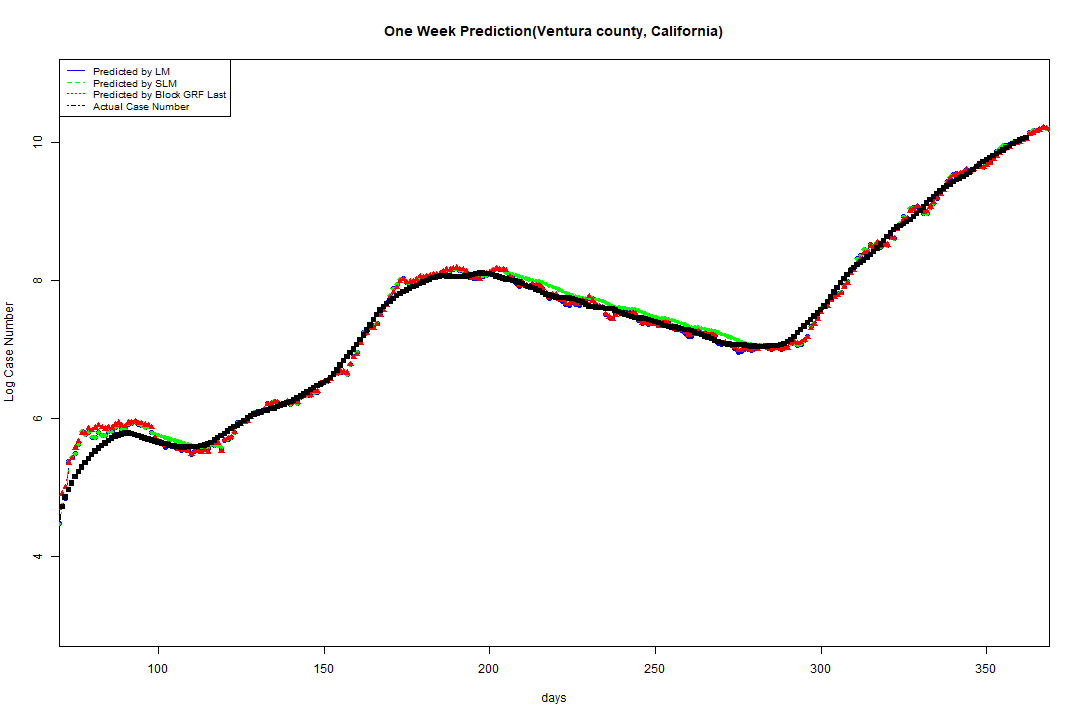 One Week Prediction(Ventura county, California)
Predicted by LM
Predicted by SLM
Predicted by Block GRF Last
Actual Case Number
10
8
6
4
Log Case Number
100 150 200 250 300 350
days